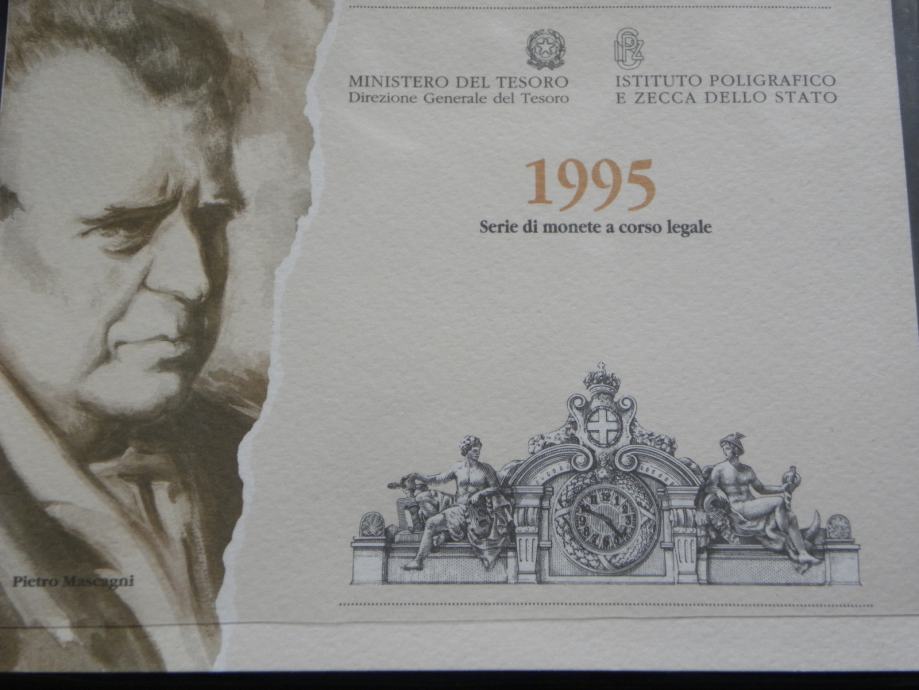 MINISTERO DEL TESORO
Direzione Generale del Tesoro
ISTITUTO POLIGRAFICO
E ZECCA DELLO STATO
1995
Serie di monete a corso legale
Pietro Mascagni